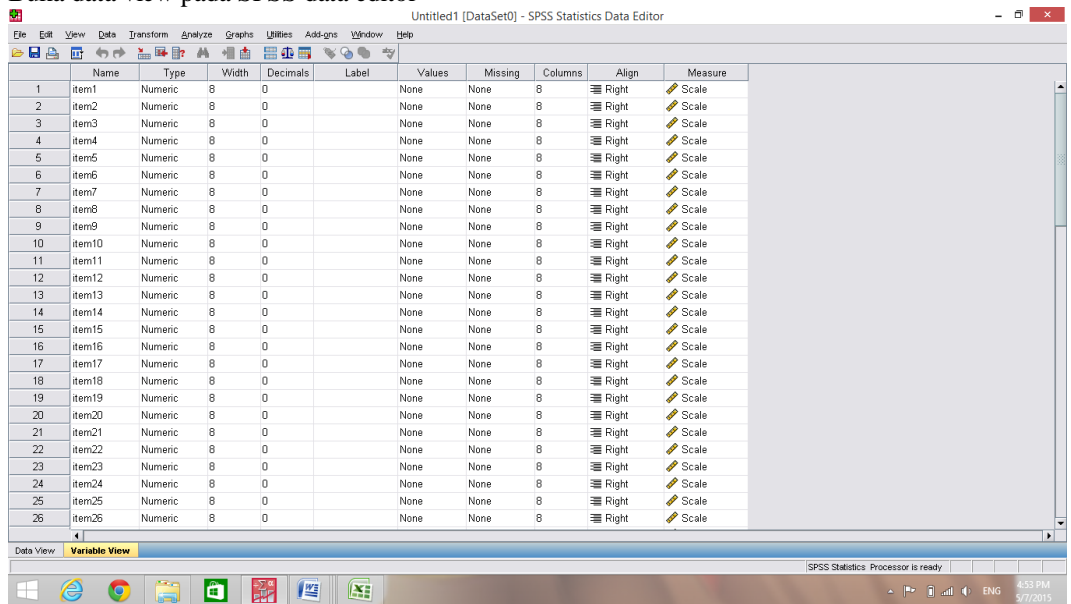 Buka data view pada SPSS data editor
Untitled1 [DataSet0] - SPSS Statistics Data Editor
File Edit View Data Transform Analyze Graphs Utilities Add-ons Window Help
Name Type Width Decimals Label Values Missing Columns Align Measure
1 item1 Numeric 8 0 None None 8 Right Scale
2 item2 Numeric 8 0 None None 8 Right Scale
3 item3 Numeric 8 0 None None 8 Right Scale
4 item4 Numeric 8 0 None None 8 Right Scale
5 item5 Numeric 8 0 None None 8 Right Scale
6 item6 Numeric 8 0 None None 8 Right Scale
7 item7 Numeric 8 0 None None 8 Right Scale
8 item8 Numeric 8 0 None None 8 Right Scale
9 item9 Numeric 8 0 None None 8 Right Scale
10 item10 Numeric 8 0 None None 8 Right Scale
11 item11 Numeric 8 0 None None 8 Right Scale
12 item12 Numeric 8 0 None None 8 Right Scale
13 item13 Numeric 8 0 None None 8 Right Scale
14 item14 Numeric 8 0 None None 8 Right Scale
15 item15 Numeric 8 0 None None 8 Right Scale
16 item16 Numeric 8 0 None None 8 Right Scale
17 item17 Numeric 8 0 None None 8 Right Scale
18 item18 Numeric 8 0 None None 8 Right Scale
19 item19 Numeric 8 0 None None 8 Right Scale
20 item20 Numeric 8 0 None None 8 Right Scale
21 item21 Numeric 8 0 None None 8 Right Scale
22 item22 Numeric 8 0 None None 8 Right Scale
23 item23 Numeric 8 0 None None 8 Right Scale
24 item24 Numeric 8 0 None None 8 Right Scale
25 item25 Numeric 8 0 None None 8 Right Scale
26 item26 Numeric 8 0 None None 8 Right Scale
Data View Variable View
SPSS Statistics Processor is ready
ENG 4:53 PM
5/7/2015